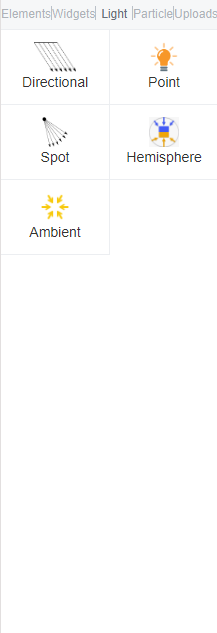 Elements Widgets Light Particle Uploads
Directional Point
Spot Hemisphere
Ambient